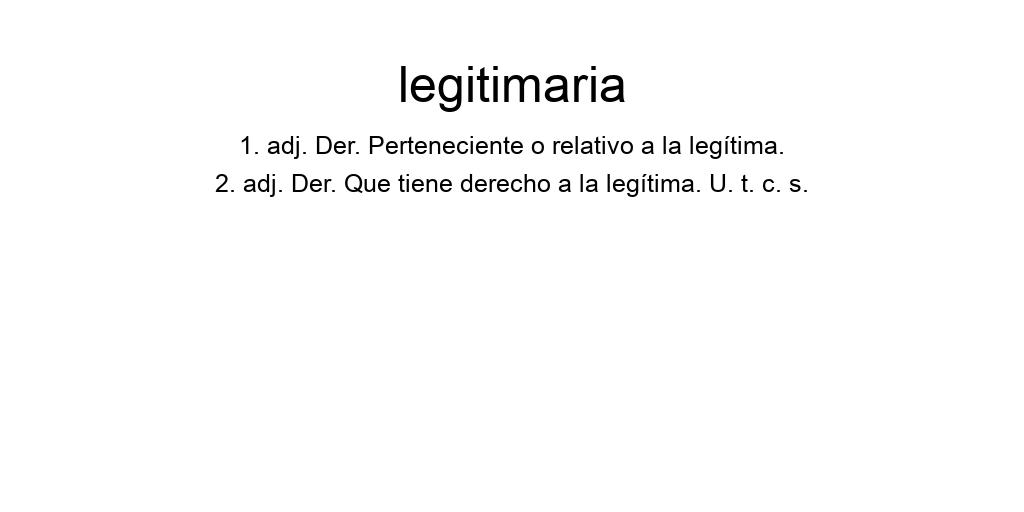 legitimaria
1. adj. Der. Perteneciente o relativo a la legítima.
2. adj. Der. Que tiene derecho a la legítima. U. t. c. s.